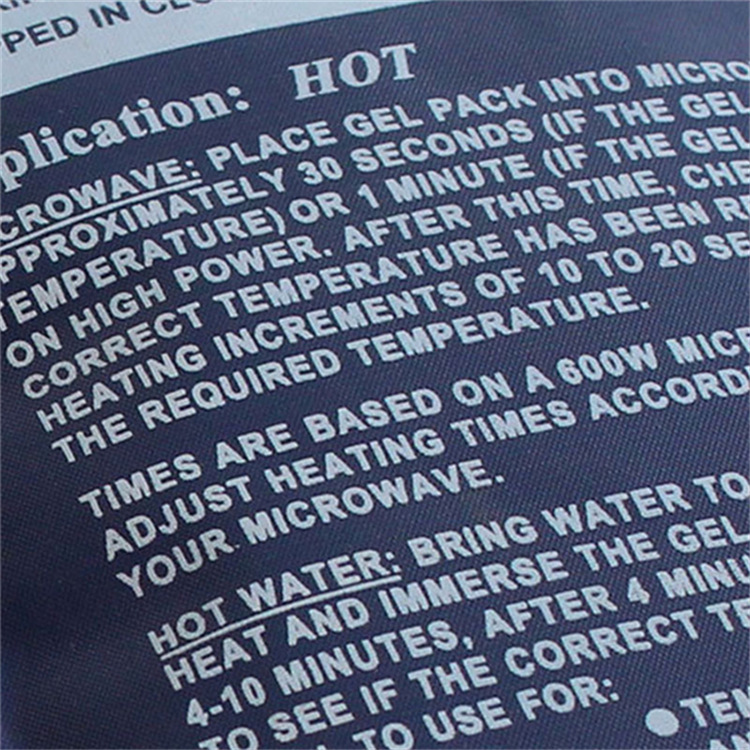 PPED IN
plication: HOT
CROWAVE: PLACE GEL PACK INTO MICRO
PPROXIMATELY 30 SECONDS (IF THE GEL
TEMPERATURE) OR 1 MINUTE (IF THE GEL
ON HIGH POWER. AFTER THIS TIME, CHE
CORRECT TEMPERATURE HAS BEEN RE
HEATING INCREMENTS OF 10 TO 20 SE
THE REQUIRED TEMPERATURE.
TIMES ARE BASED ON A 600W MICR
ADJUST HEATING TIMES ACCORD
YOUR MICROWAVE.
HOT WATER: BRING WATER TO
HEAT AND IMMERSE THE GEL
4-10 MINUTES, AFTER 4 MINU
TO SEE IF THE CORRECT TE
TO USE FOR:
● TEM